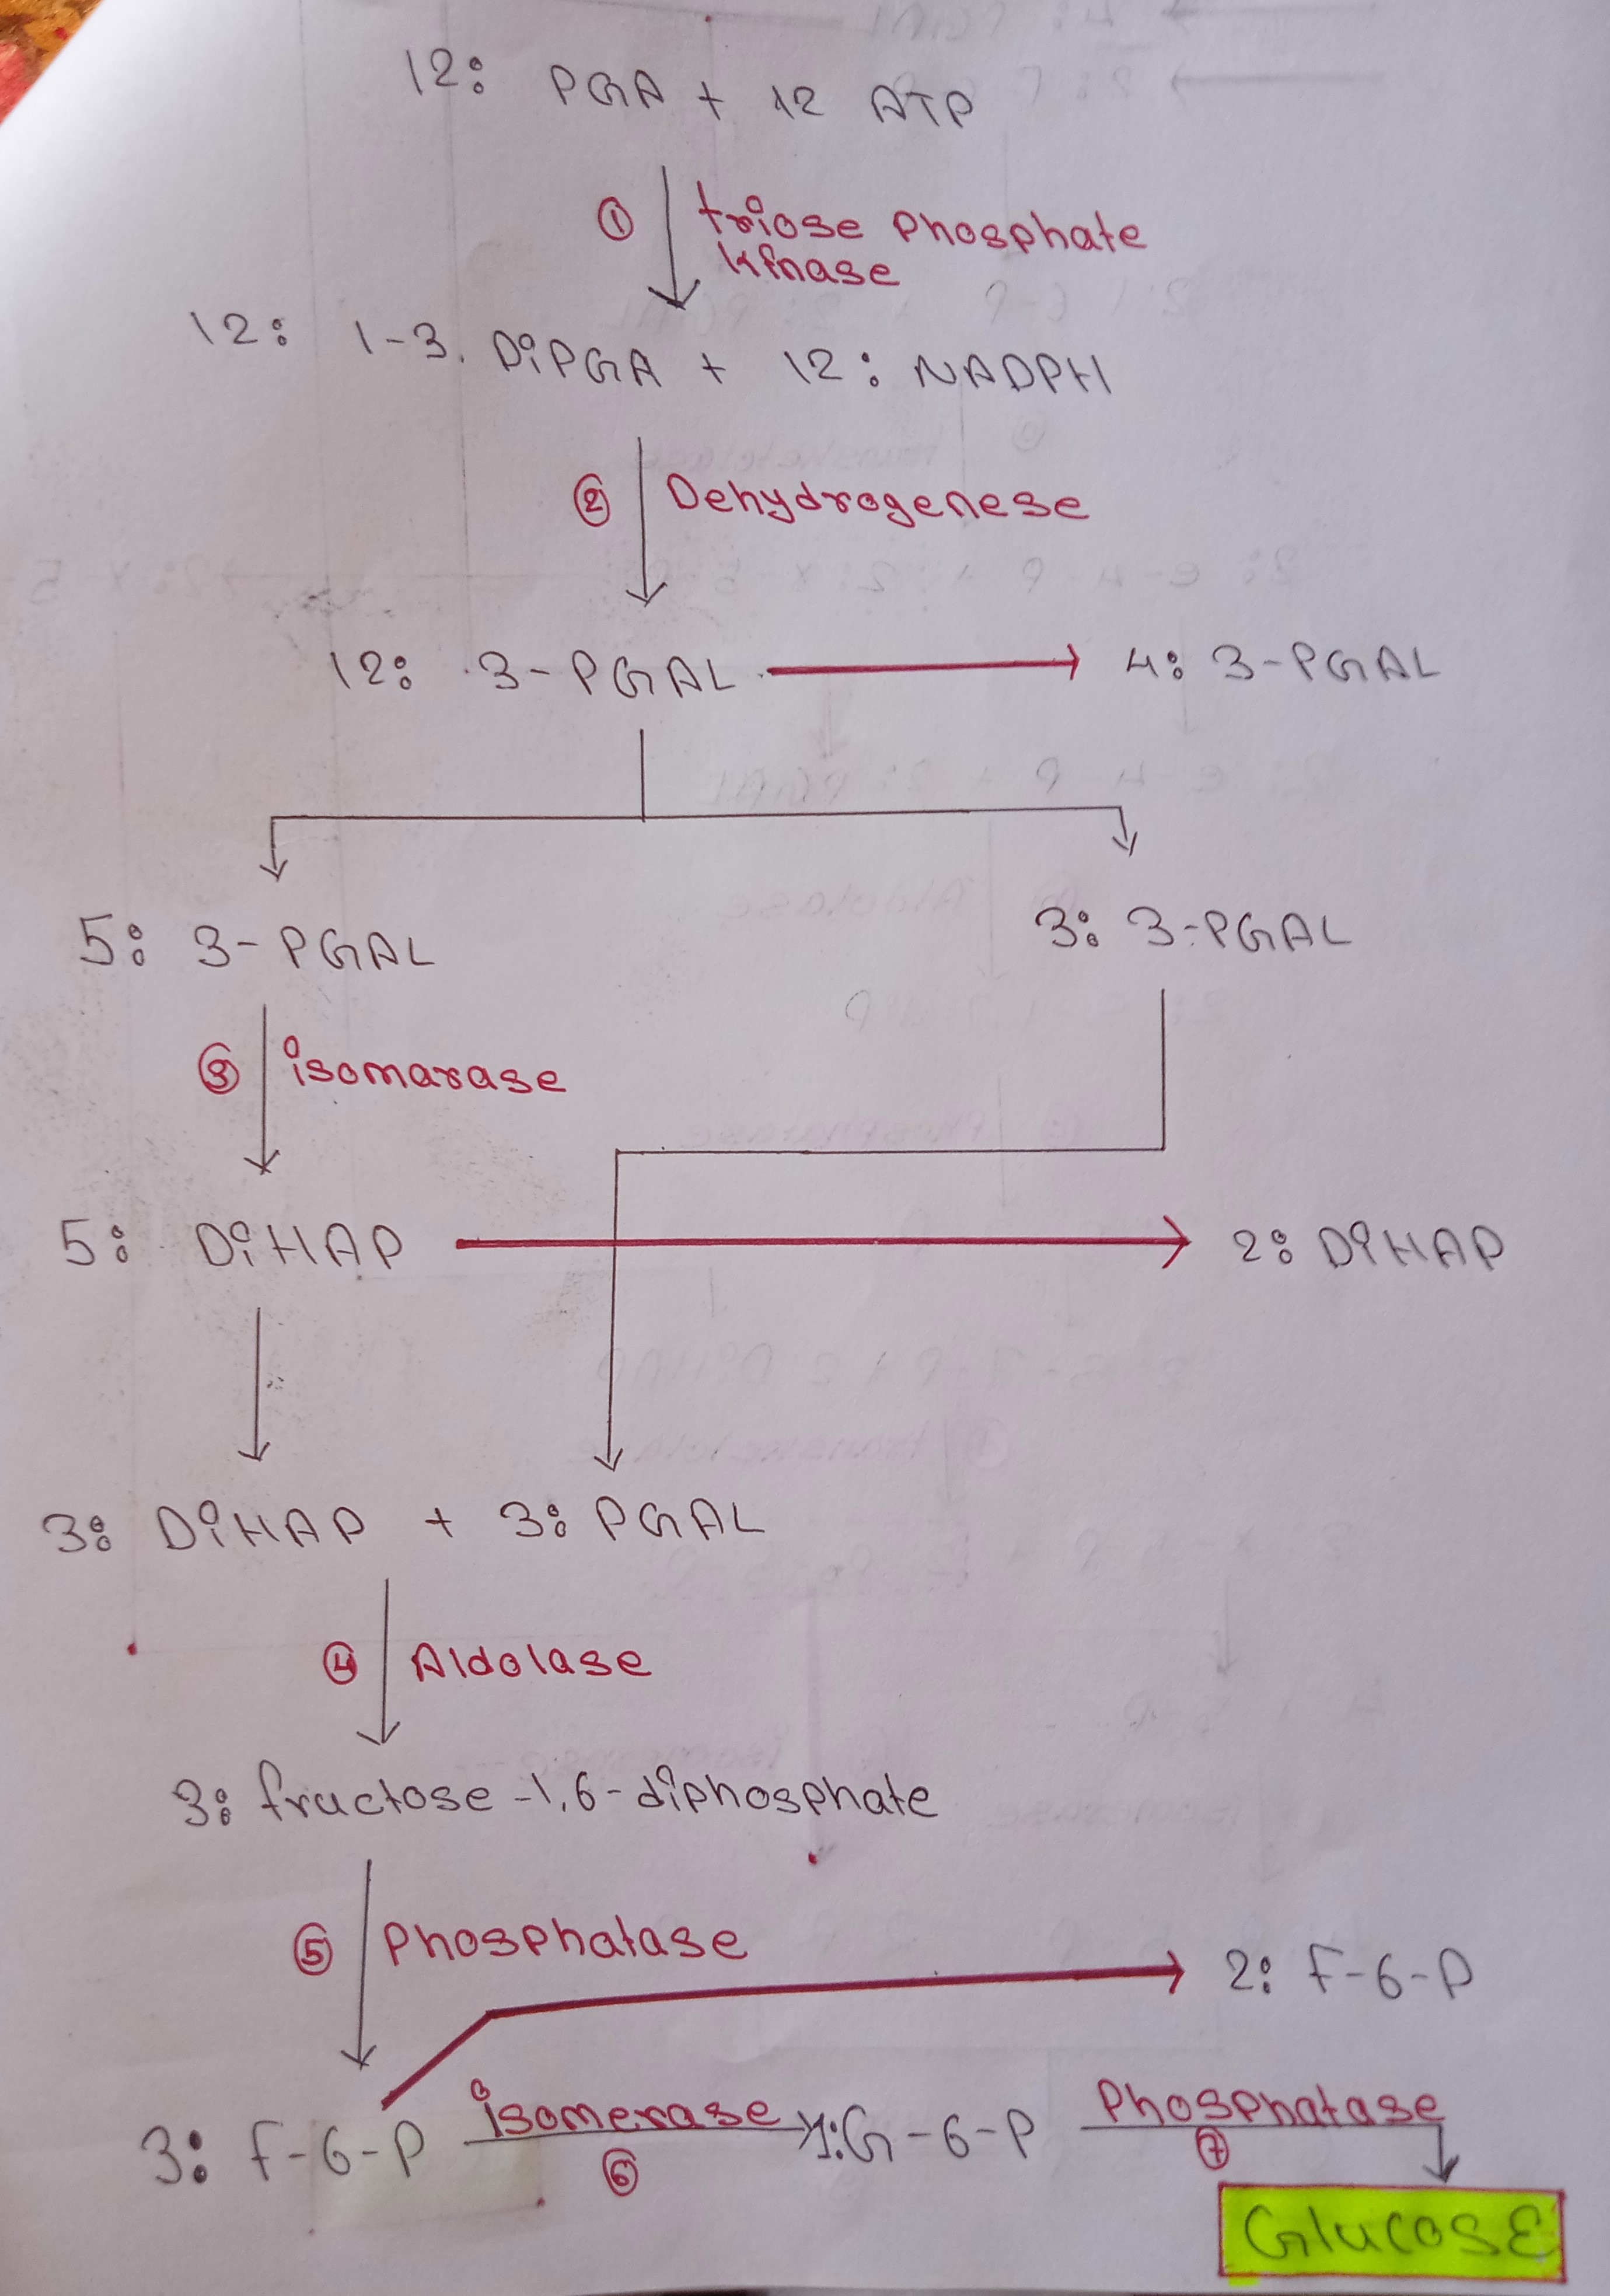 12: PGA + 12 ATP
① triose phosphate
kinase
12: 1-3. DiPGA + 12: NADPH
② Dehydrogenese
12: 3-PGAL → 4: 3-PGAL
5: 3-PGAL 3: 3-PGAL
③ isomarase
5: DiHAP → 2: DiHAP
3: DiHAP + 3: PGAL
④ Aldolase
3: fructose-1,6-diphosphate
⑤ Phosphatase
2: F-6-P
3: F-6-P isomerase 1:G-6-P Phosphatase
⑥ ⑦
GlucosE